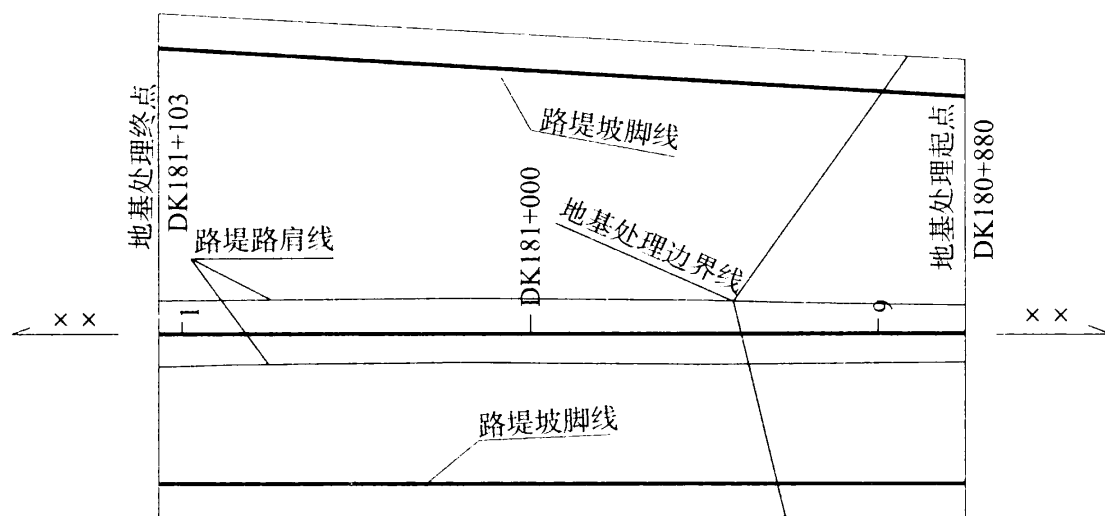 地基处理终点
DK181+103
路堤坡脚线
地基处理起点
DK180+880
路堤路肩线
DK181+000
地基处理边界线
1
9
××
××
路堤坡脚线